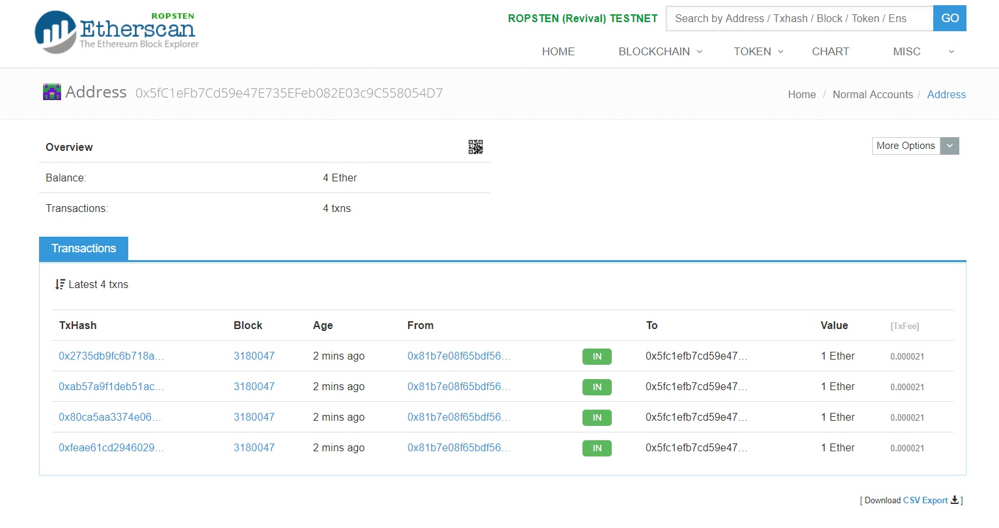 ROPSTEN
Etherscan
The Ethereum Block Explorer
ROPSTEN (Revival) TESTNET Search by Address / Txhash / Block / Token / Ens GO
HOME BLOCKCHAIN TOKEN CHART MISC
Address 0x5fC1eFb7Cd59e47E735EFeb082E03c9C558054D7
Home / Normal Accounts / Address
Overview
More Options
Balance: 4 Ether
Transactions: 4 txns
Transactions
Latest 4 txns
TxHash Block Age From To Value [TxFee]
0x2735db9fc6b718a... 3180047 2 mins ago 0x81b7e08f65bdf56... IN 0x5fc1efb7cd59e47... 1 Ether 0.000021
0xab57a9f1deb51ac... 3180047 2 mins ago 0x81b7e08f65bdf56... IN 0x5fc1efb7cd59e47... 1 Ether 0.000021
0x80ca5aa3374e06... 3180047 2 mins ago 0x81b7e08f65bdf56... IN 0x5fc1efb7cd59e47... 1 Ether 0.000021
0xfeae61cd2946029... 3180047 2 mins ago 0x81b7e08f65bdf56... IN 0x5fc1efb7cd59e47... 1 Ether 0.000021
[ Download CSV Export ]